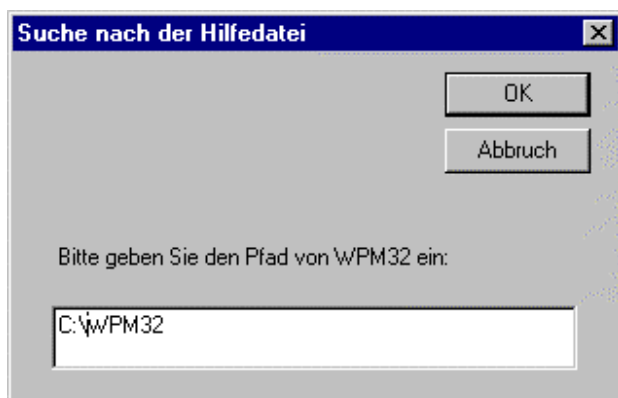 Suche nach der Hilfedatei
OK
Abbruch
Bitte geben Sie den Pfad von WPM32 ein:
C:\WPM32